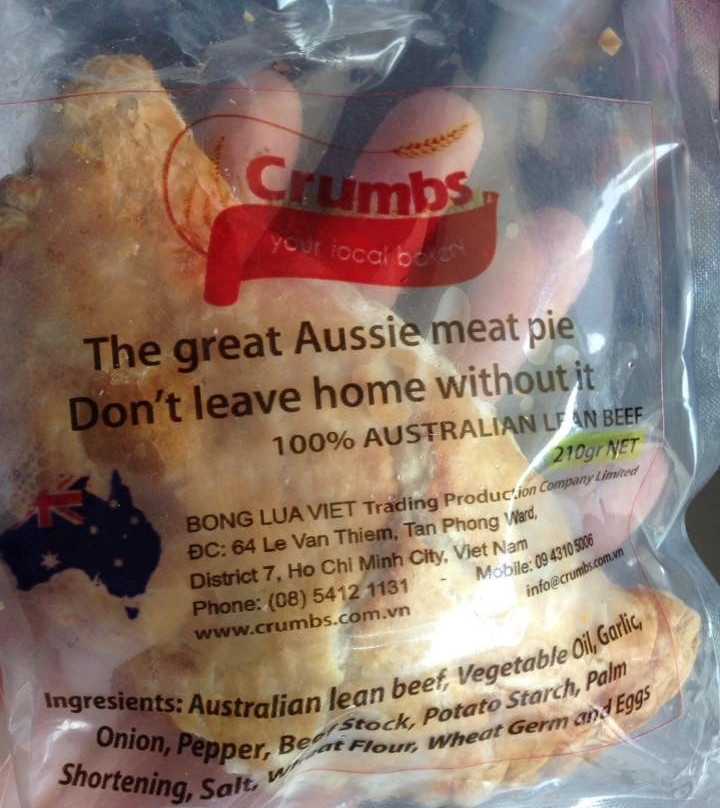 Crumbs
your local bakery
The great Aussie meat pie
Don't leave home without it
100% AUSTRALIAN LEAN BEEF
210gr NET
BONG LUA VIET Trading Production Company Limited
ĐC: 64 Le Van Thiem, Tan Phong Ward,
District 7, Ho Chi Minh City, Viet Nam
Phone: (08) 5412 1131 - Mobile: 09 4310 5006
www.crumbs.com.vn info@crumbs.com.vn
Ingresients: Australian lean beef, Vegetable Oil, Garlic,
Onion, Pepper, Beef Stock, Potato Starch, Palm
Shortening, Salt, Wheat Flour, Wheat Germ and Eggs